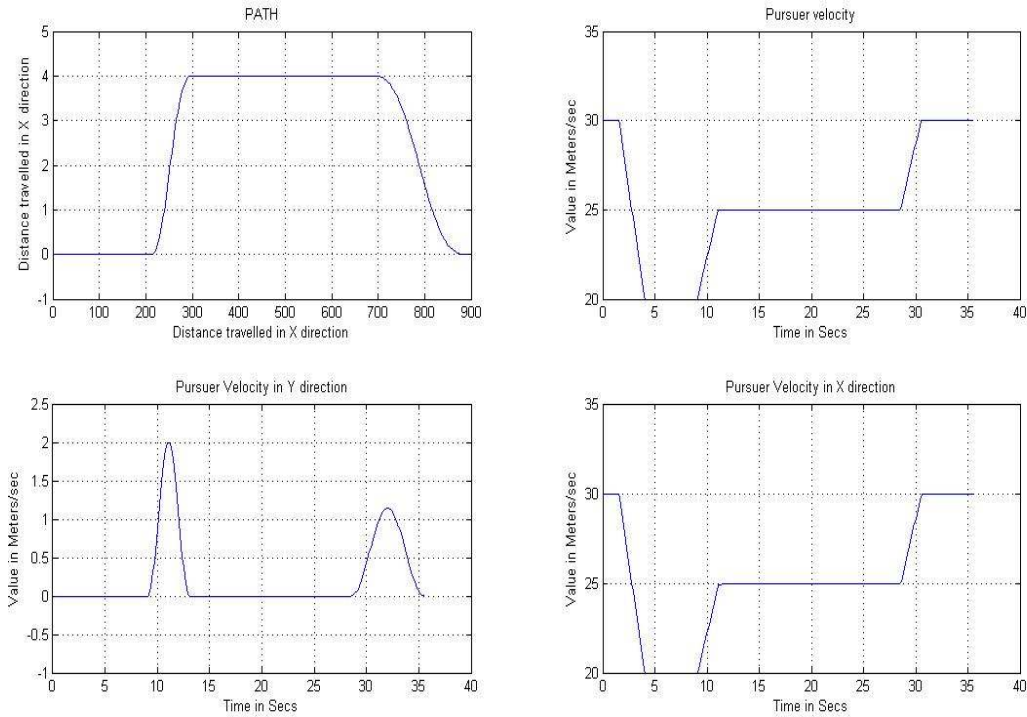 PATH
Distance travelled in X direction
5
4
3
2
1
0
-1
0 100 200 300 400 500 600 700 800 900
Distance travelled in X direction
Pursuer velocity
Value in Meters/sec
35
30
25
20
0 5 10 15 20 25 30 35 40
Time in Secs
Pursuer Velocity in Y direction
Value in Meters/sec
2.5
2
1.5
1
0.5
0
-0.5
-1
0 5 10 15 20 25 30 35 40
Time in Secs
Pursuer Velocity in X direction
Value in Meters/sec
35
30
25
20
0 5 10 15 20 25 30 35 40
Time in Secs